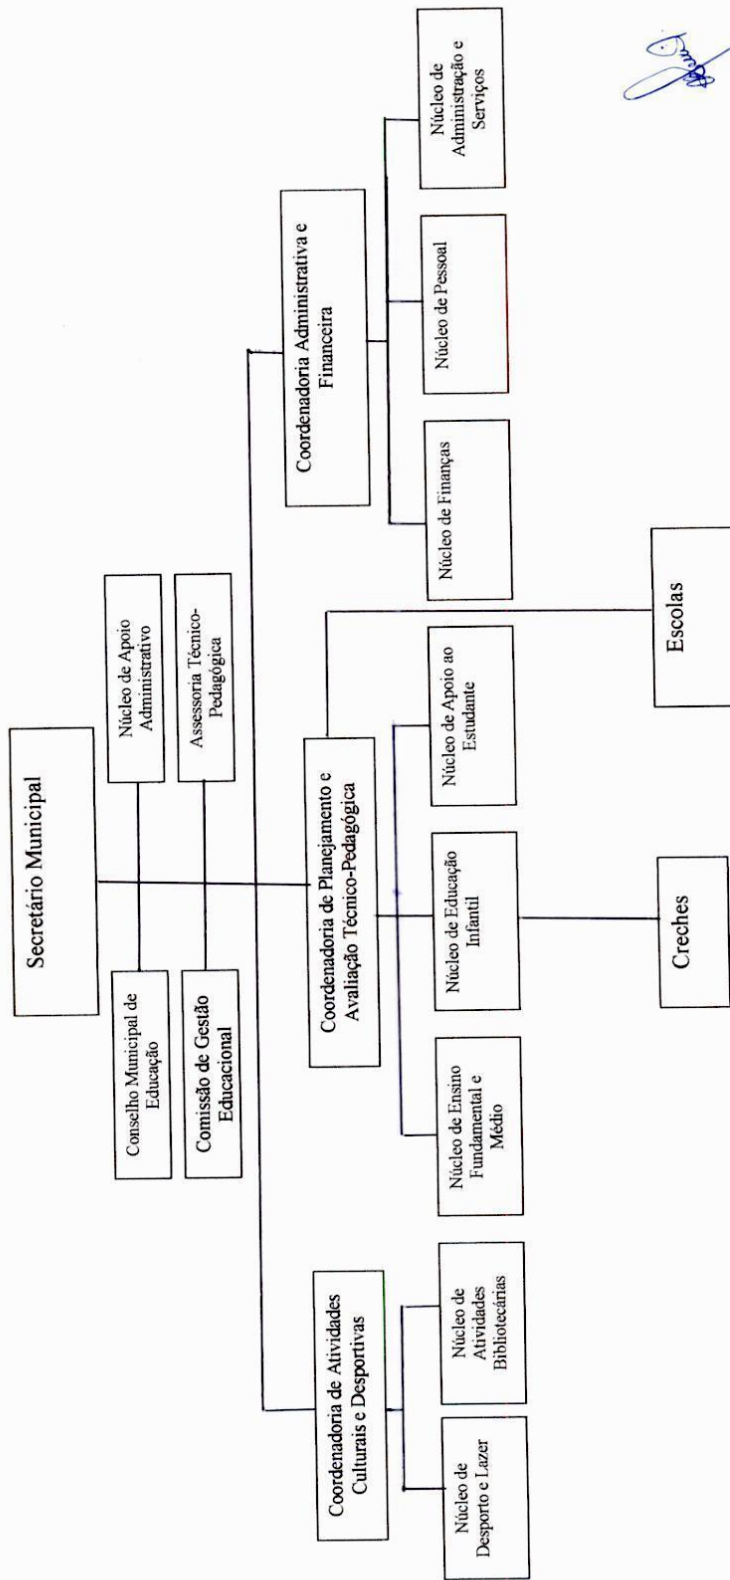 Secretário Municipal
Conselho Municipal de
Educação
Núcleo de Apoio
Administrativo
Comissão de Gestão
Educacional
Assessoria Técnico-
Pedagógica
Coordenadoria de Atividades
Culturais e Desportivas
Coordenadoria de Planejamento e
Avaliação Técnico-Pedagógica
Coordenadoria Administrativa e
Financeira
Núcleo de
Desporto e Lazer
Núcleo de
Atividades
Bibliotecárias
Núcleo de Ensino
Fundamental e
Médio
Núcleo de Educação
Infantil
Núcleo de Apoio ao
Estudante
Núcleo de Finanças
Núcleo de Pessoal
Núcleo de
Administração e
Serviços
Creches
Escolas